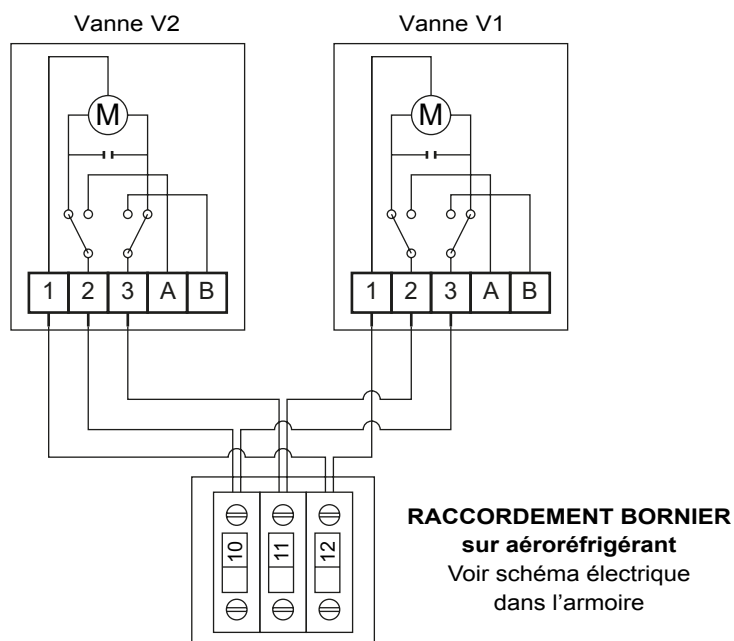 Vanne V2
Vanne V1
M
M
1 2 3 A B
1 2 3 A B
10 11 12
RACCORDEMENT BORNIER
sur aéroréfrigérant
Voir schéma électrique
dans l'armoire